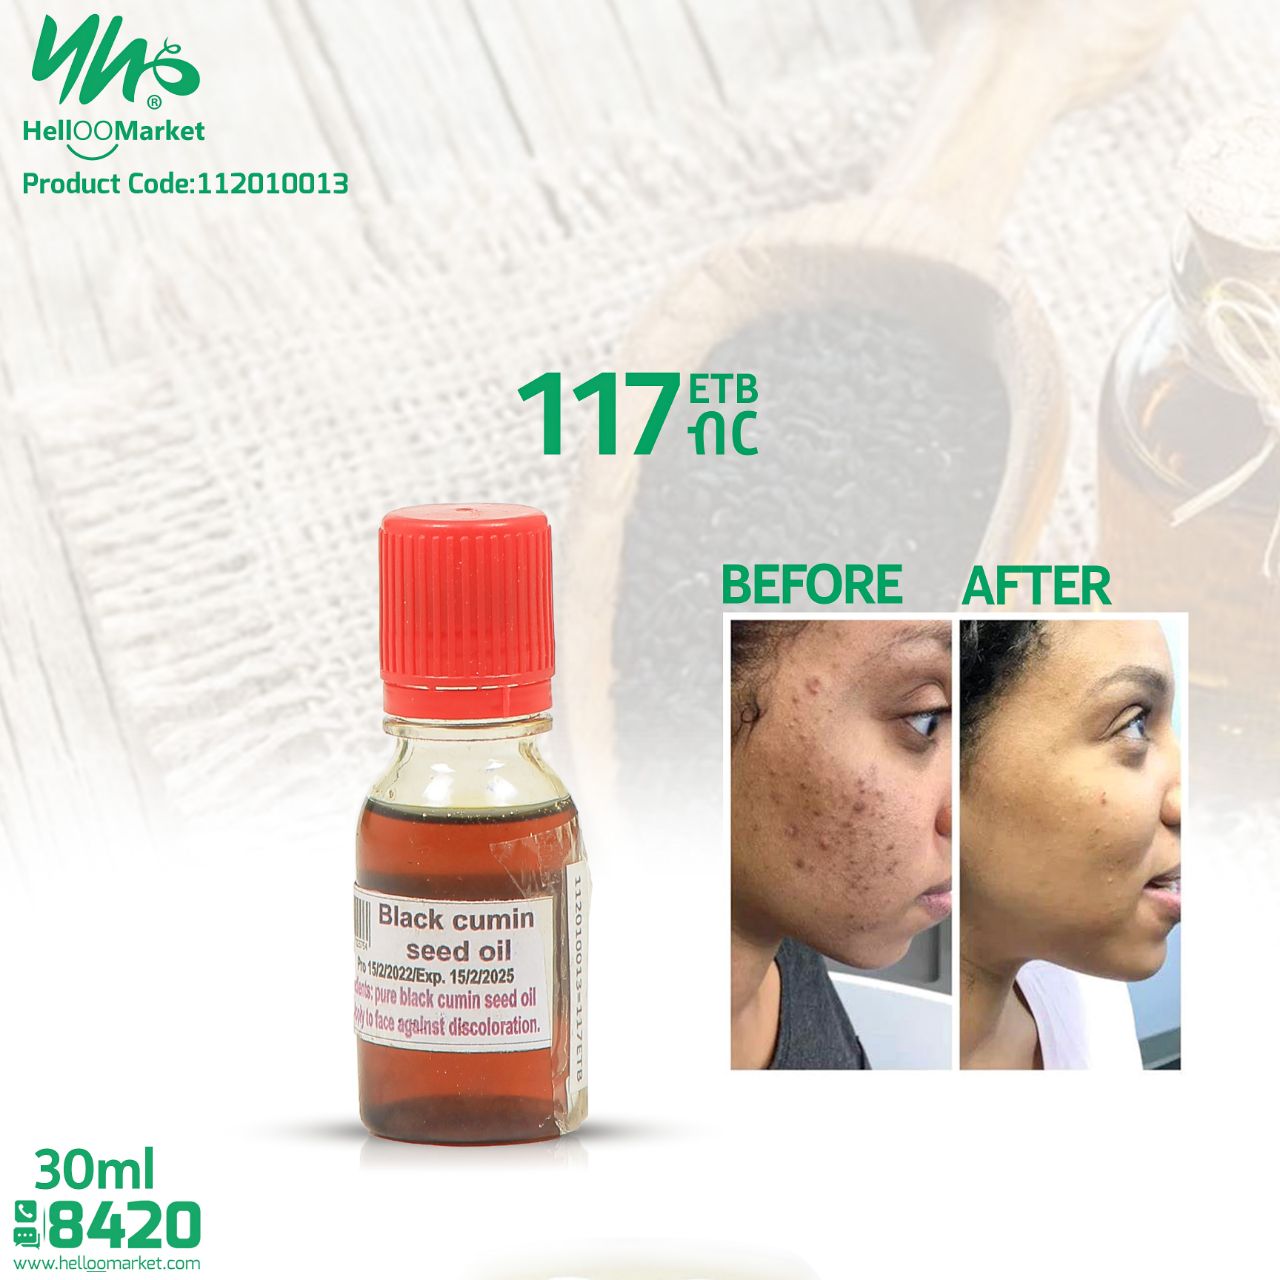 HellOOMarket
Product Code:112010013
117 ETB
ብር
BEFORE AFTER
Black cumin
seed oil
Pro 15/2/2022/Exp. 15/2/2025
pure black cumin seed oil
to face against discoloration.
112010013=117ETB
30ml
8420
www.helloomarket.com